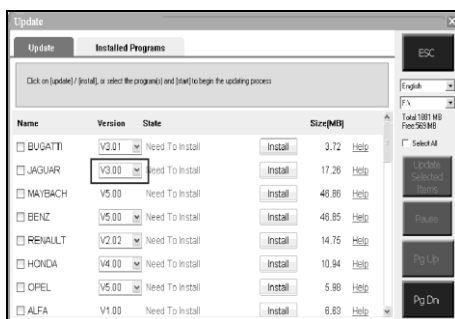 Update
Update Installed Programs
ESC
Click on [update] / [install], or select the program(s) and [start] to begin the updating process
English
F:\
Total:1881 MB
Free:569 MB
Name Version State Size(MB)
Select All
BUGATTI V3.01 Need To Install Install 3.72 Help
JAGUAR V3.00 Need To Install Install 17.26 Help
Update
Selected
Items
MAYBACH V5.00 Need To Install Install 46.86 Help
BENZ V5.00 Need To Install Install 46.85 Help
Pause
RENAULT V2.02 Need To Install Install 14.75 Help
HONDA V4.00 Need To Install Install 10.94 Help
Pg Up
OPEL V5.00 Need To Install Install 5.98 Help
ALFA V1.00 Need To Install Install 6.63 Help
Pg Dn